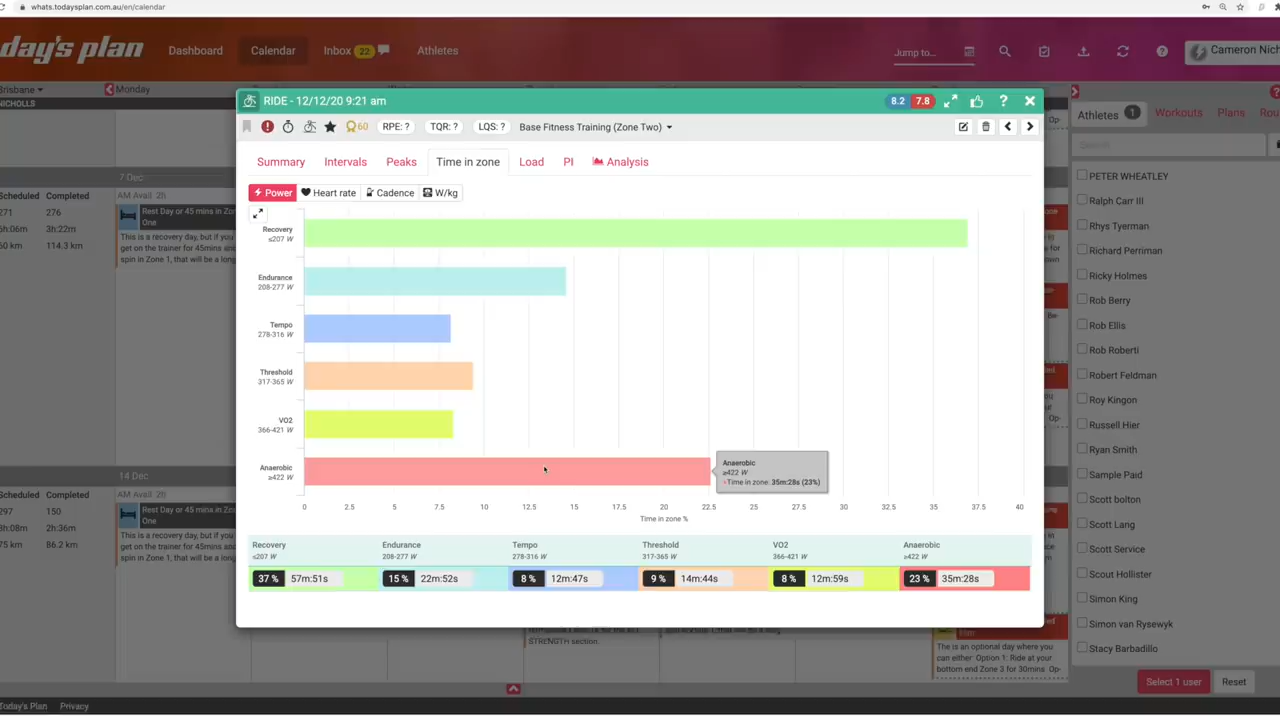 whats.todaysplan.com.au/en/calendar
day's plan
Dashboard
Calendar
Inbox 22
Athletes
Jump to...
Cameron Nich
Brisbane
Monday
NICHOLLS
RIDE - 12/12/20 9:21 am
8.2 7.8
60 RPE: ? TQR: ? LQS: ? Base Fitness Training (Zone Two)
Summary Intervals Peaks Time in zone Load PI Analysis
Power Heart rate Cadence W/kg
Recovery
≤207 W
Endurance
208-277 W
Tempo
278-316 W
Threshold
317-365 W
VO2
366-421 W
Anaerobic
≥422 W
Anaerobic
≥422 W
Time in zone: 35m:28s (23%)
0 2.5 5 7.5 10 12.5 15 17.5 20 22.5 25 27.5 30 32.5 35 37.5 40
Time in zone %
Recovery Endurance Tempo Threshold VO2 Anaerobic
≤207 W 208-277 W 278-316 W 317-365 W 366-421 W ≥422 W
37 % 57m:51s 15 % 22m:52s 8 % 12m:47s 9 % 14m:44s 8 % 12m:59s 23 % 35m:28s
7 Dec
Scheduled Completed
271 276
6h:06m 3h:22m
60 km 114.3 km
AM Avail 2h
Rest Day or 45 mins in Zon
One
This is a recovery day, but if you
get on the trainer for 45mins and
spin in Zone 1, that will be a long
14 Dec
Scheduled Completed
297 150
8h:08m 2h:36m
75 km 86.2 km
AM Avail 2h
Rest Day or 45 mins in Zon
One
This is a recovery day, but if you
get on the trainer for 45mins and
spin in Zone 1, that will be a long
STRENGTH section.
The is an optional day where you
can either: Option 1: Ride at your
bottom end Zone 3 for 30mins Op-
Athletes 1 Workouts Plans Rou
Search
PETER WHEATLEY
Ralph Carr III
Rhys Tyerman
Richard Perriman
Ricky Holmes
Rob Berry
Rob Ellis
Rob Roberti
Robert Feldman
Roy Kingon
Russell Hier
Ryan Smith
Sample Paid
Scott bolton
Scott Lang
Scott Service
Scout Hollister
Simon King
Simon van Rysewyk
Stacy Barbadillo
Select 1 user Reset
Today's Plan Privacy